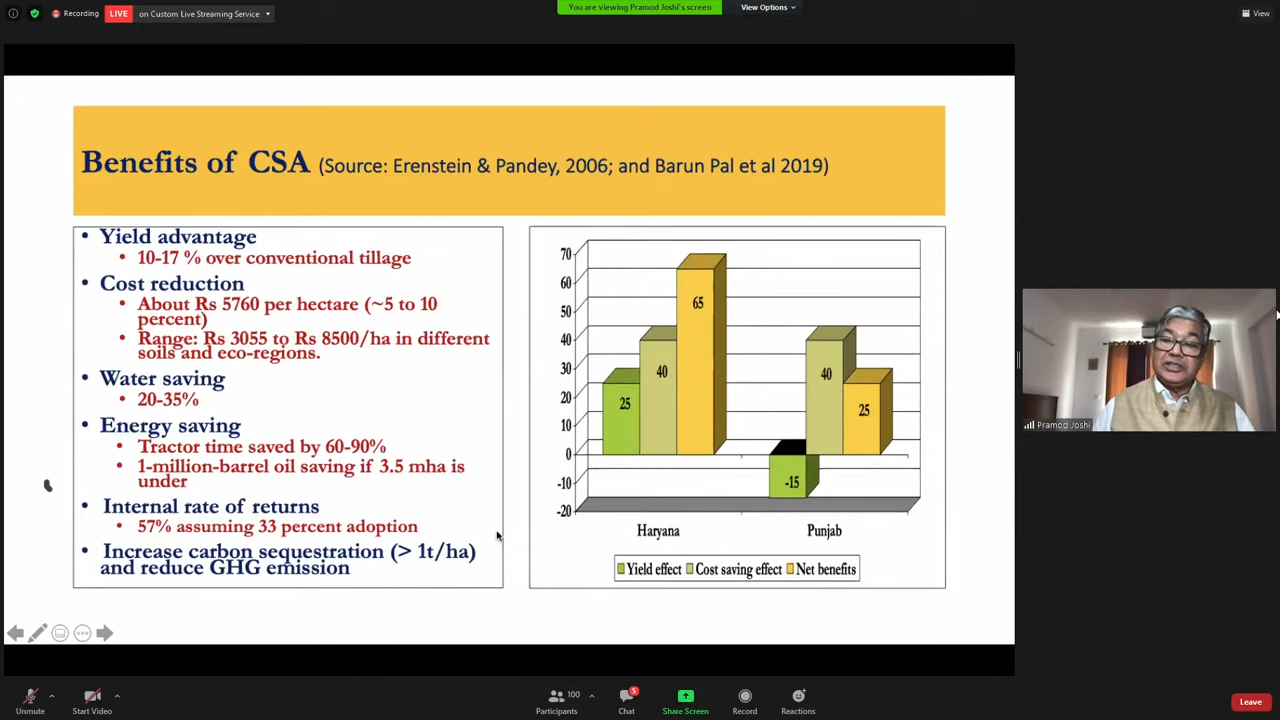 Recording
LIVE
on Custom Live Streaming Service
You are viewing Pramod Joshi's screen
View Options
View
Benefits of CSA (Source: Erenstein & Pandey, 2006; and Barun Pal et al 2019)
• Yield advantage
• 10-17 % over conventional tillage
• Cost reduction
• About Rs 5760 per hectare (~5 to 10
percent)
• Range: Rs 3055 to Rs 8500/ha in different
soils and eco-regions.
• Water saving
• 20-35%
• Energy saving
• Tractor time saved by 60-90%
• 1-million-barrel oil saving if 3.5 mha is
under
• Internal rate of returns
• 57% assuming 33 percent adoption
• Increase carbon sequestration (> 1t/ha)
and reduce GHG emission
70
60
50
40
30
20
10
0
-10
-20
25
40
65
-15
40
25
Haryana
Punjab
Yield effect Cost saving effect Net benefits
Pramod Joshi
Unmute
Start Video
Participants
100
Chat
5
Share Screen
Record
Reactions
Leave